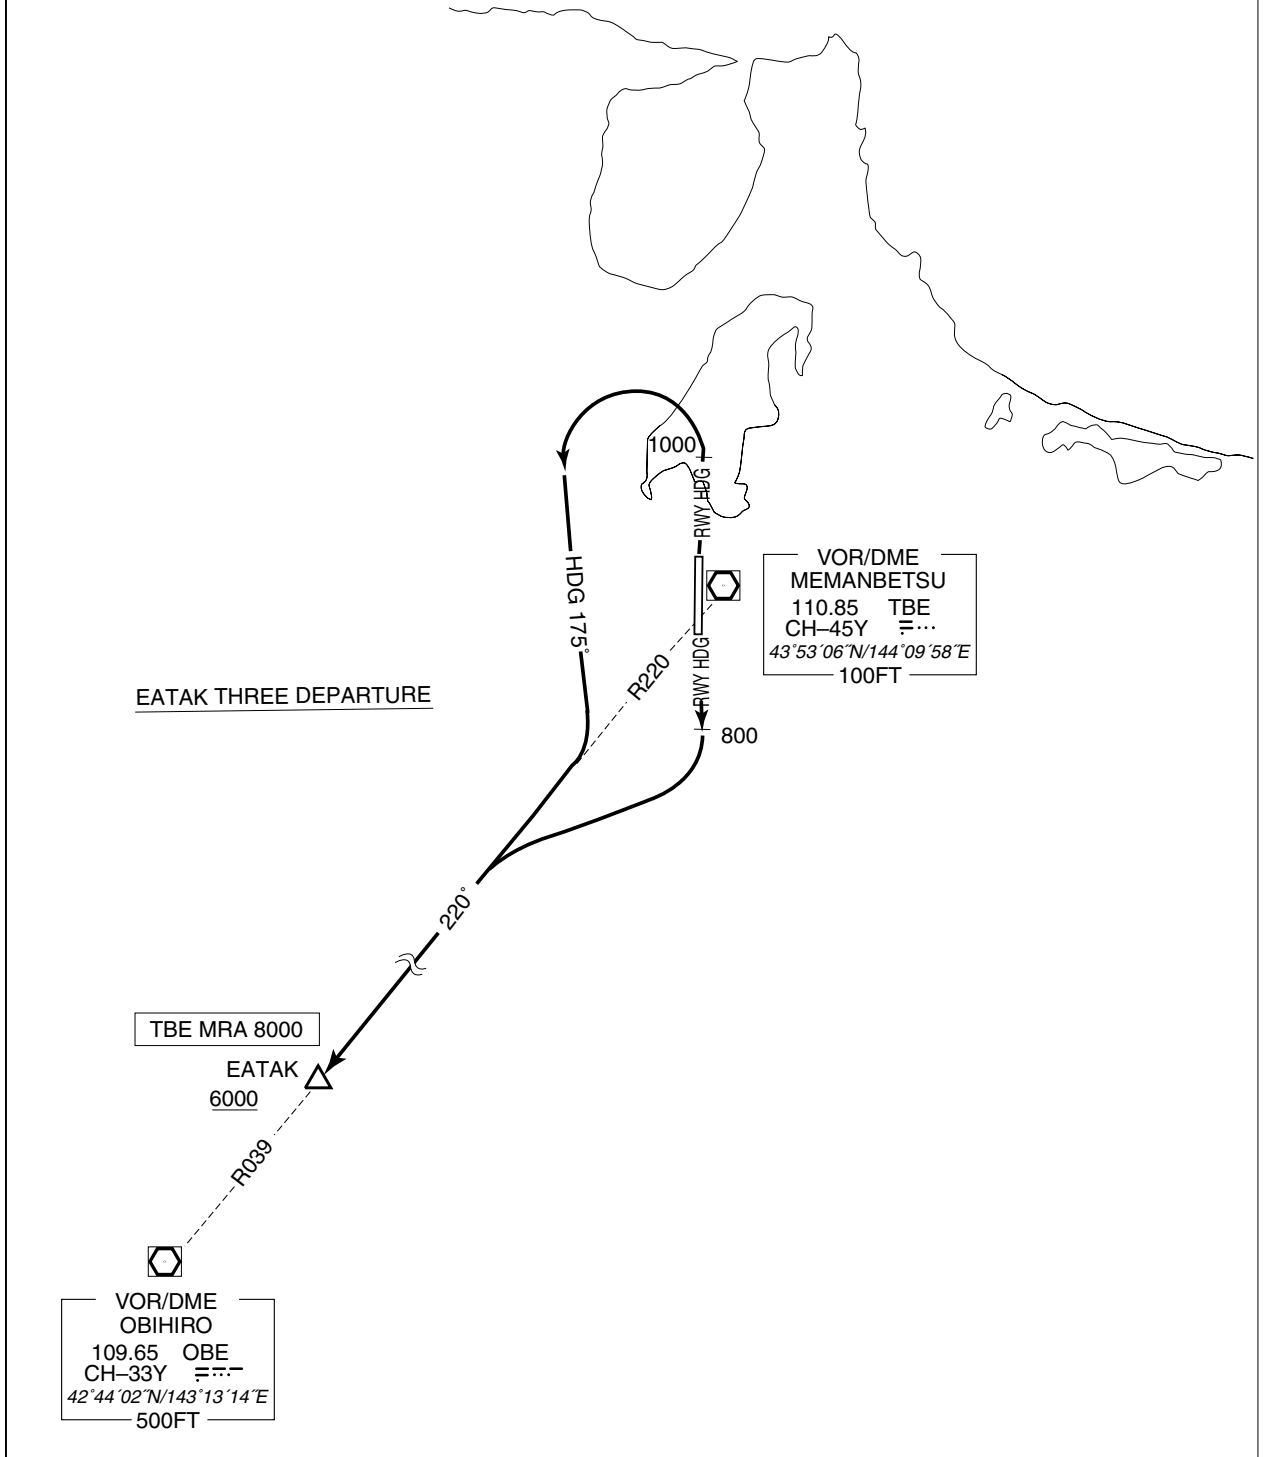 1000
RWY HDG
VOR/DME
MEMANBETSU
110.85 TBE
CH–45Y
43°53´06˝N/144°09´58˝E
100FT
HDG 175°
R220
RWY HDG
EATAK THREE DEPARTURE
800
220°
TBE MRA 8000
EATAK
6000
R039
VOR/DME
OBIHIRO
109.65 OBE
CH–33Y
42°44´02˝N/143°13´14˝E
500FT